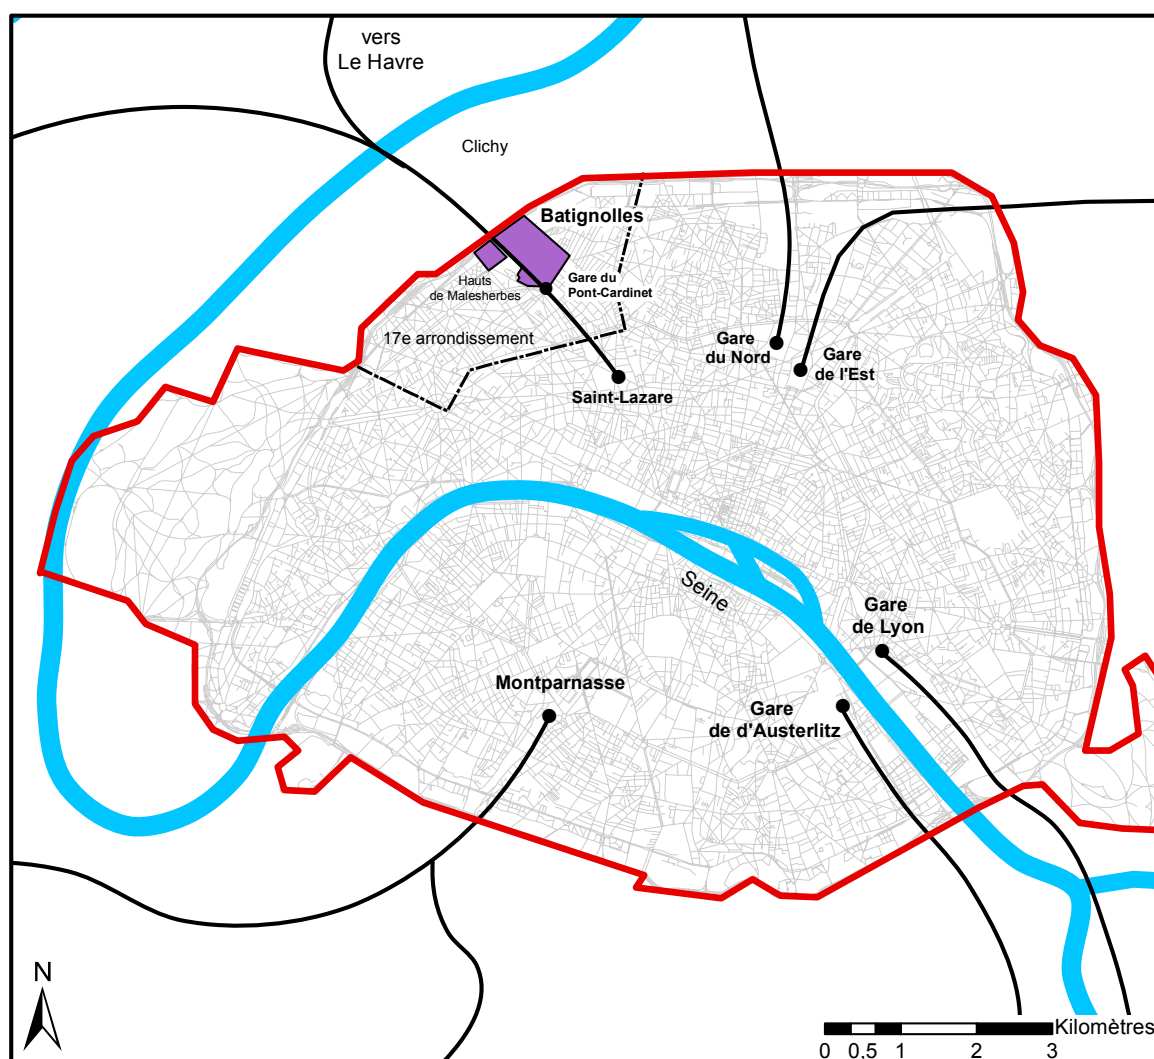 vers
Le Havre
Clichy
Batignolles
Hauts
de Malesherbes
Gare du
Pont-Cardinet
17e arrondissement
Gare
du Nord
Gare
de l'Est
Saint-Lazare
Seine
Gare
de Lyon
Montparnasse
Gare
de d'Austerlitz
N
Kilomètres
0 0,5 1 2 3